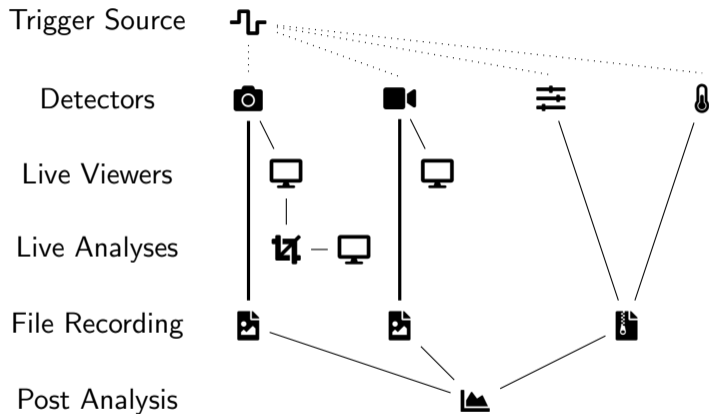 Trigger Source
Detectors
Live Viewers
Live Analyses
File Recording
Post Analysis